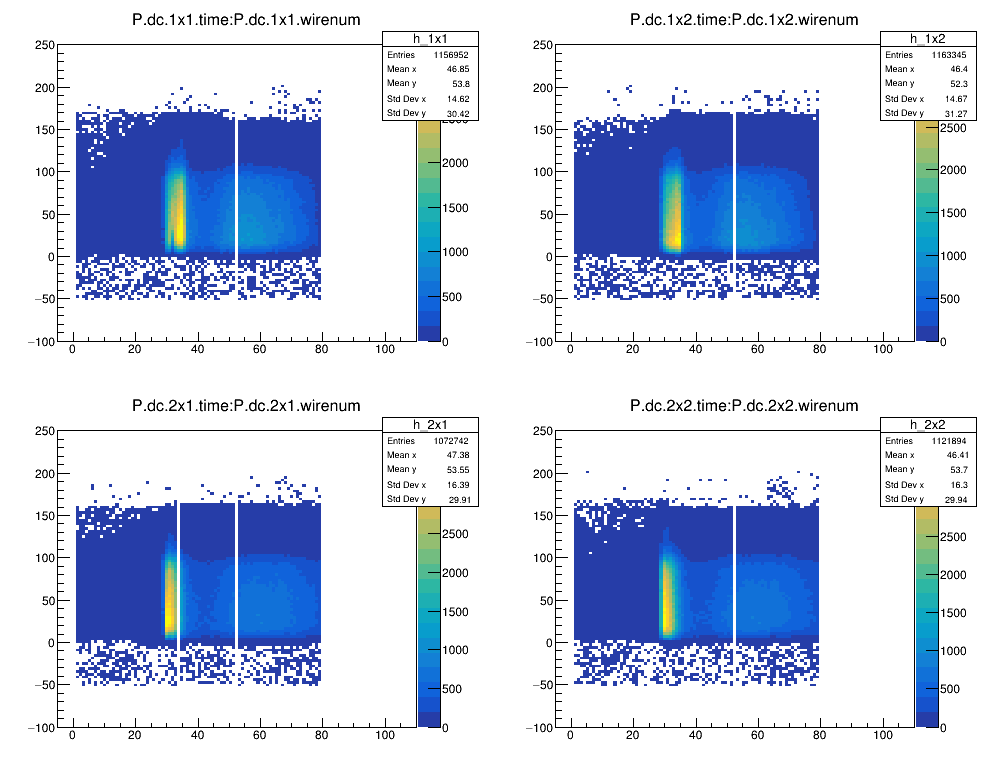 P.dc.1x1.time:P.dc.1x1.wirenum
h_1x1
Entries 1156952
Mean x 46.85
Mean y 53.8
Std Dev x 14.62
Std Dev y 30.42
250
200
150
100
50
0
−50
−100
0 20 40 60 80 100
2000
1500
1000
500
0
P.dc.1x2.time:P.dc.1x2.wirenum
h_1x2
Entries 1163345
Mean x 46.4
Mean y 52.3
Std Dev x 14.67
Std Dev y 31.27
250
200
150
100
50
0
−50
−100
0 20 40 60 80 100
2500
2000
1500
1000
500
0
P.dc.2x1.time:P.dc.2x1.wirenum
h_2x1
Entries 1072742
Mean x 47.38
Mean y 53.55
Std Dev x 16.39
Std Dev y 29.91
250
200
150
100
50
0
−50
−100
0 20 40 60 80 100
2500
2000
1500
1000
500
0
P.dc.2x2.time:P.dc.2x2.wirenum
h_2x2
Entries 1121894
Mean x 46.41
Mean y 53.7
Std Dev x 16.3
Std Dev y 29.94
250
200
150
100
50
0
−50
−100
0 20 40 60 80 100
2500
2000
1500
1000
500
0